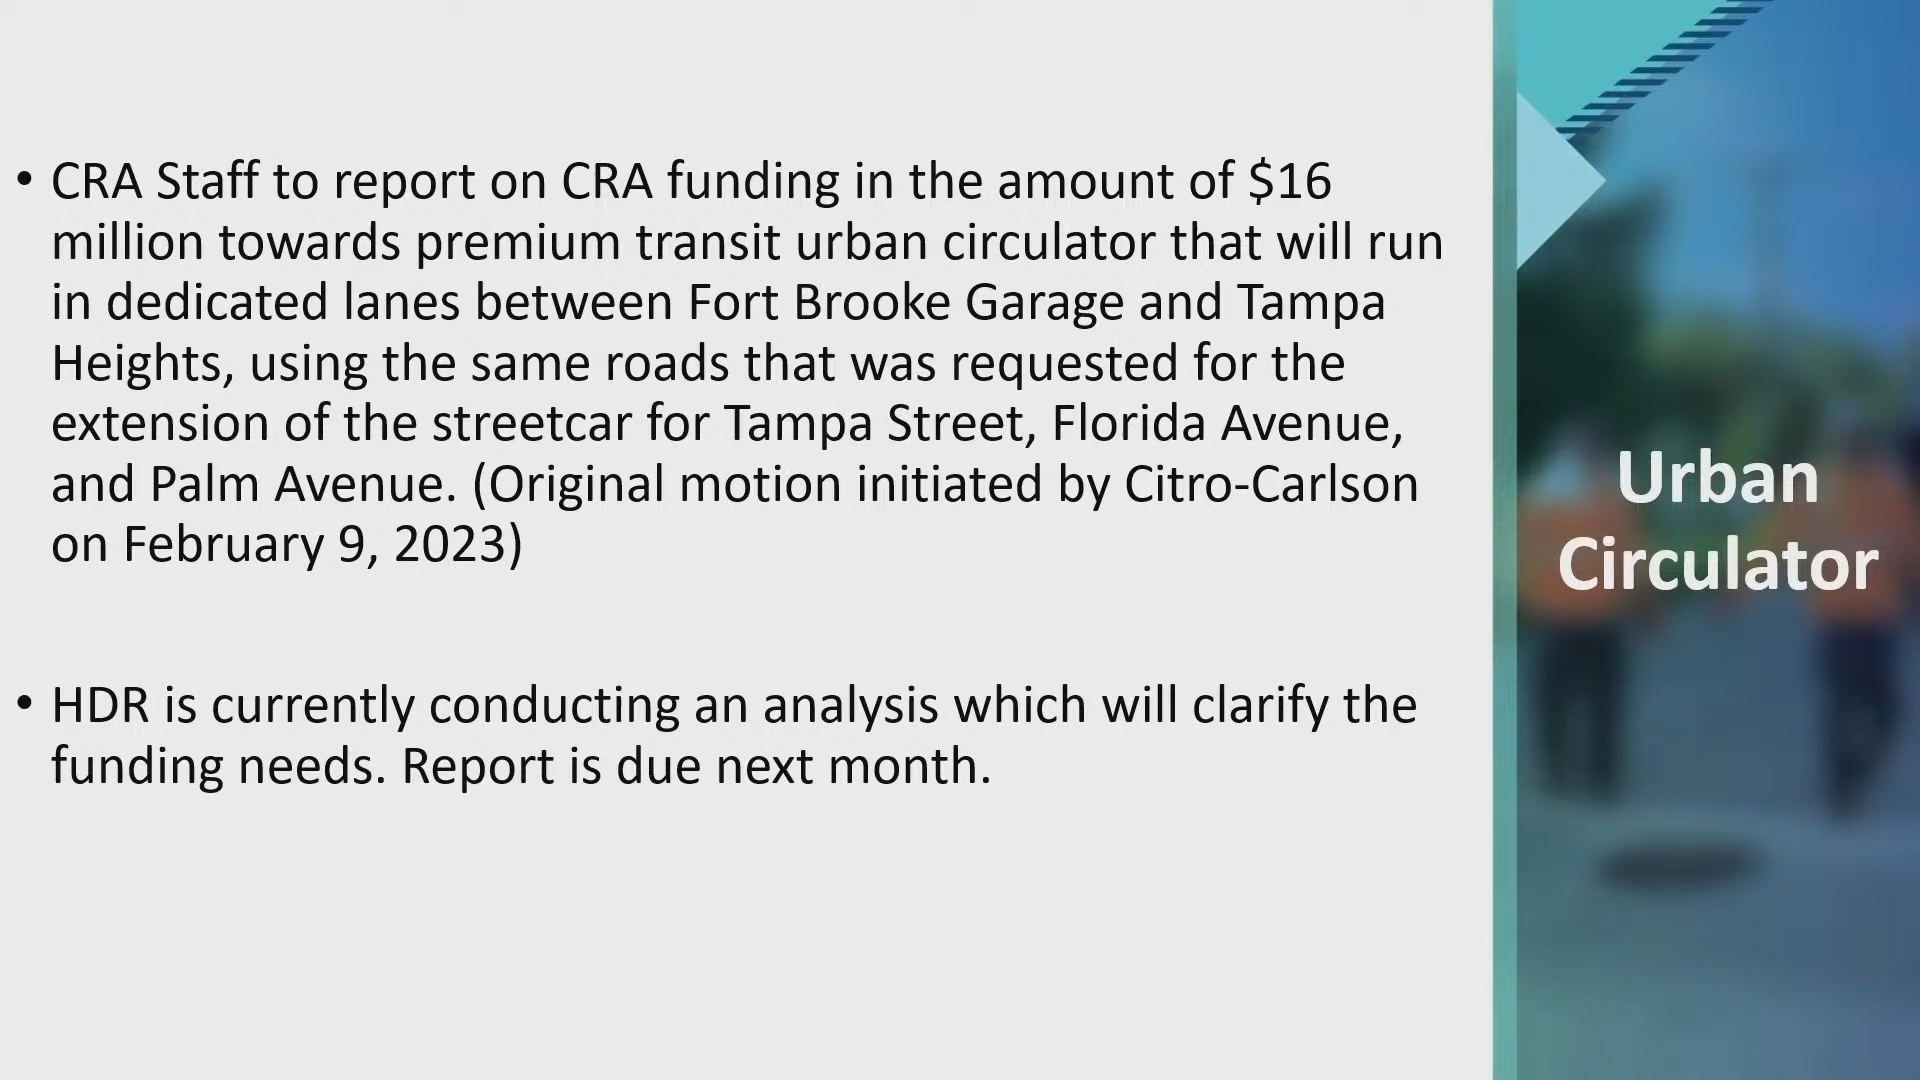 • CRA Staff to report on CRA funding in the amount of $16
million towards premium transit urban circulator that will run
in dedicated lanes between Fort Brooke Garage and Tampa
Heights, using the same roads that was requested for the
extension of the streetcar for Tampa Street, Florida Avenue,
and Palm Avenue. (Original motion initiated by Citro-Carlson
on February 9, 2023)
• HDR is currently conducting an analysis which will clarify the
funding needs. Report is due next month.
Urban
Circulator